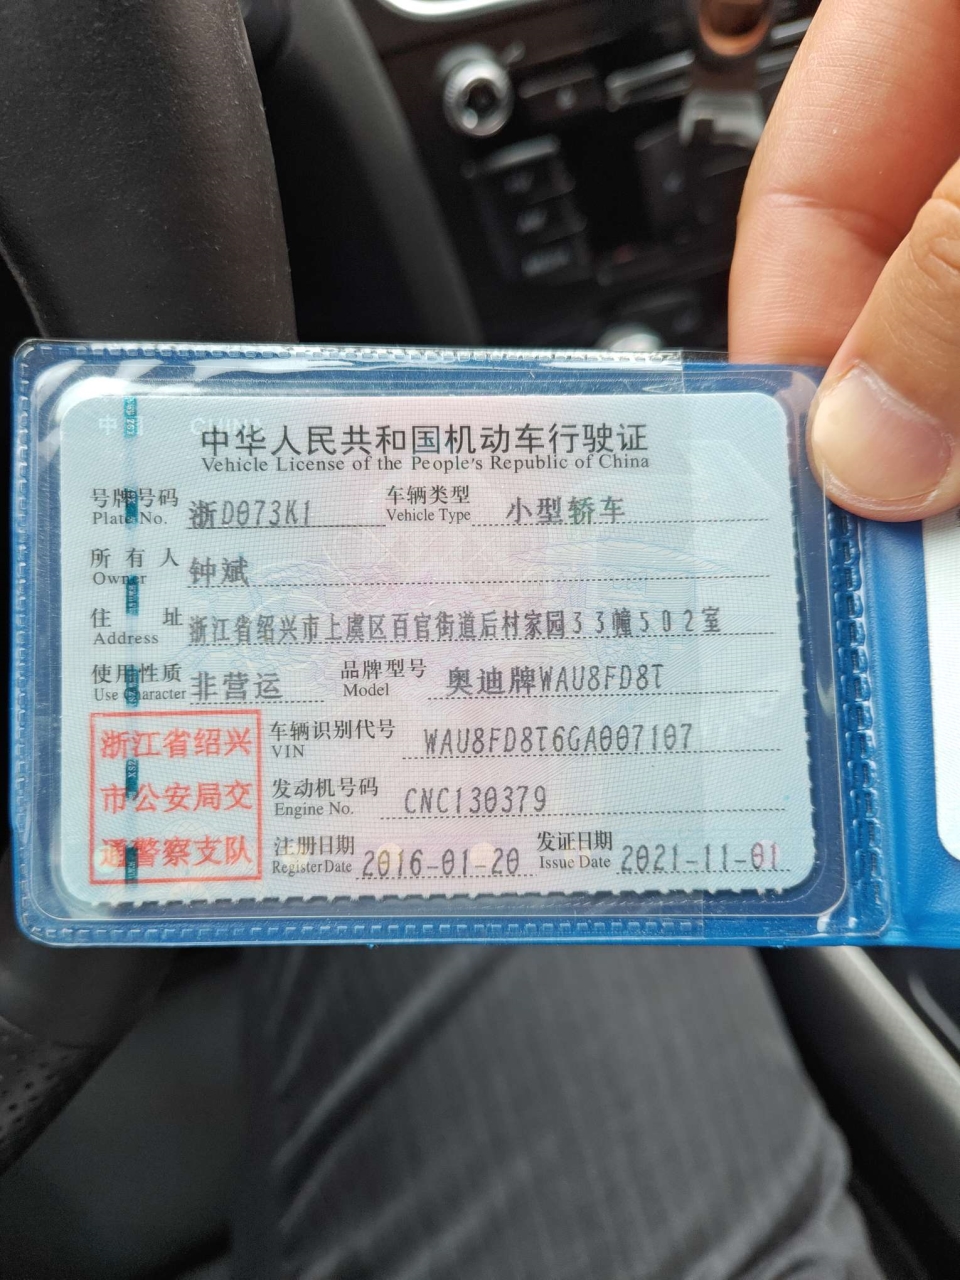 中华人民共和国机动车行驶证
Vehicle License of the People's Republic of China
号牌号码 浙D073K1 车辆类型 小型轿车
Plate No. Vehicle Type
所有人 钟斌
Owner
住址 浙江省绍兴市上虞区百官街道后村家园33幢502室
Address
使用性质 非营运 品牌型号 奥迪牌WAU8FD8T
Use Character Model
浙江省绍兴
市公安局交
通警察支队
车辆识别代号 WAU8FD8T6GA007107
VIN
发动机号码 CNC130379
Engine No.
注册日期 2016-01-20 发证日期 2021-11-01
Register Date Issue Date